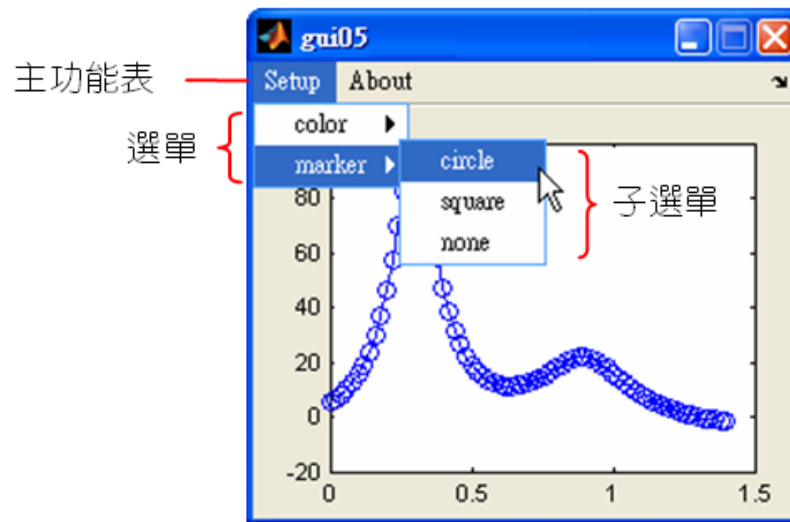 gui05
主功能表
Setup About
選單
color
marker
circle
square
none
子選單
80
60
40
20
0
-20
0 0.5 1 1.5